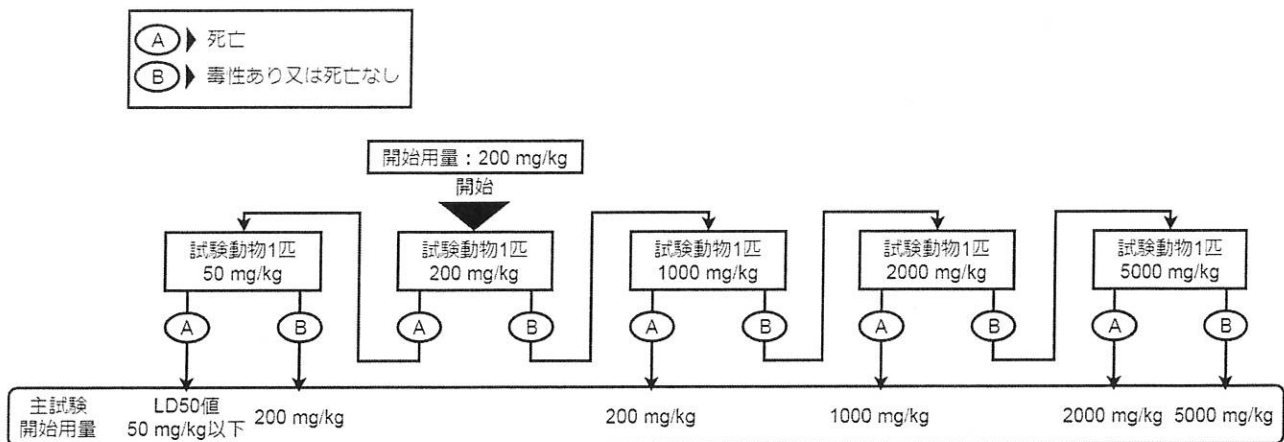 A 死亡
B 毒性あり又は死亡なし
開始用量：200 mg/kg
開始
試験動物1匹
50 mg/kg
試験動物1匹
200 mg/kg
試験動物1匹
1000 mg/kg
試験動物1匹
2000 mg/kg
試験動物1匹
5000 mg/kg
A B A B A B A B A B
主試験
開始用量
LD50値
50 mg/kg以下
200 mg/kg
200 mg/kg
1000 mg/kg
2000 mg/kg
5000 mg/kg